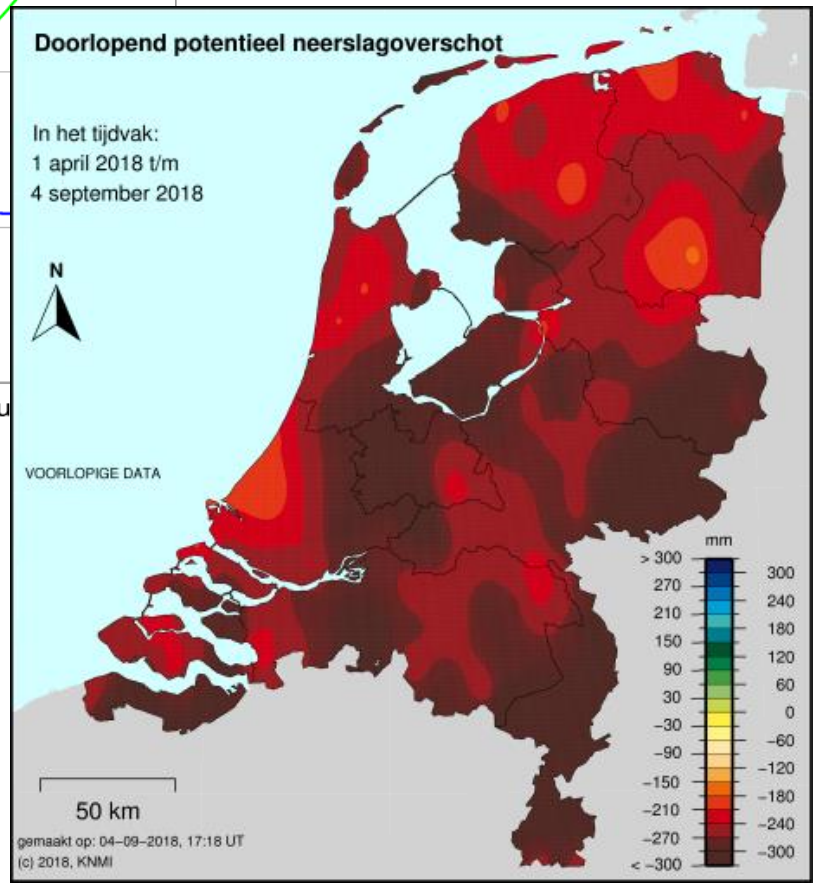 Doorlopend potentieel neerslagoverschot
In het tijdvak:
1 april 2018 t/m
4 september 2018
N
u
VOORLOPIGE DATA
mm
> 300
300
270
240
210
180
150
120
90
60
30
0
−30
−60
−90
−120
−150
−180
−210
−240
−270
−300
< −300
50 km
gemaakt op: 04−09−2018, 17:18 UT
(c) 2018, KNMI